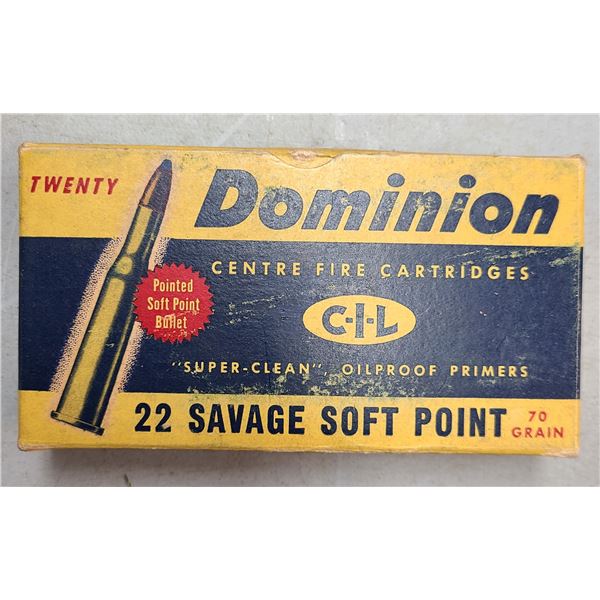 TWENTY
Dominion
CENTRE FIRE CARTRIDGES
Pointed
Soft Point
Bullet
C-I-L
"SUPER-CLEAN", OILPROOF PRIMERS
22 SAVAGE SOFT POINT
70
GRAIN